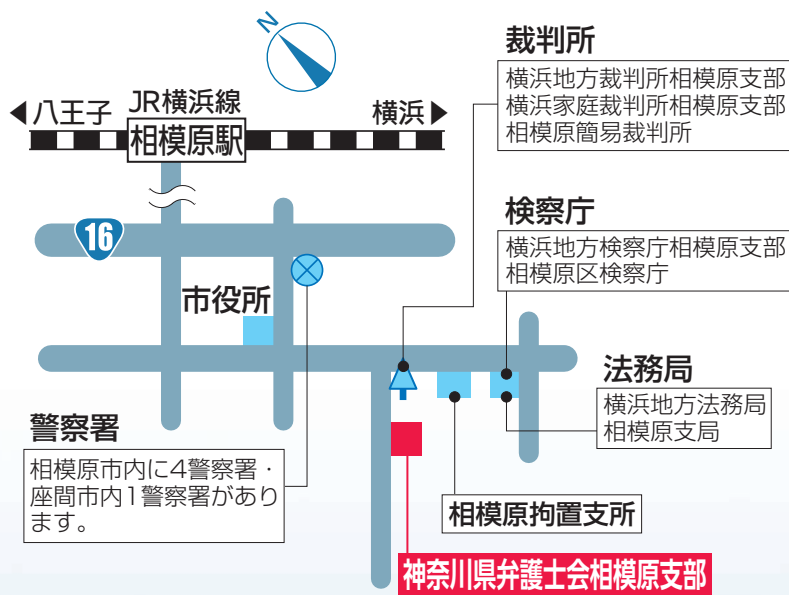 N
裁判所
横浜地方裁判所相模原支部
横浜家庭裁判所相模原支部
相模原簡易裁判所
◀八王子
JR横浜線
横浜▶
相模原駅
16
検察庁
横浜地方検察庁相模原支部
相模原区検察庁
市役所
法務局
横浜地方法務局
相模原支局
警察署
相模原市内に4警察署・
座間市内1警察署があり
ます。
相模原拘置支所
神奈川県弁護士会相模原支部